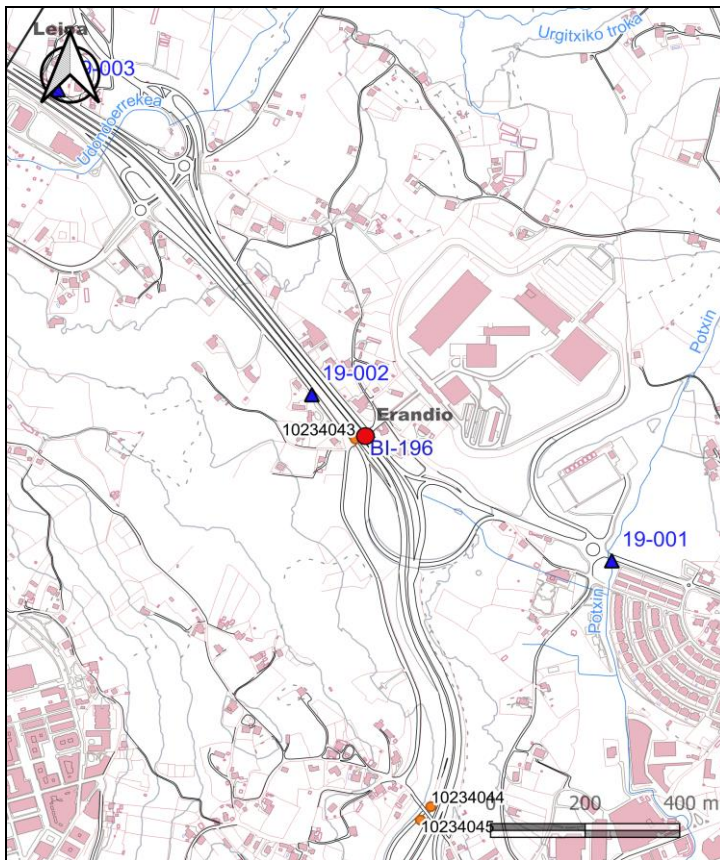 Leioa
Urgitxiko troka
9-003
Udondoerrekea
Potxin
19-002
Erandio
10234043
BI-196
19-001
Potxin
10234044
10234045
0 200 400 m